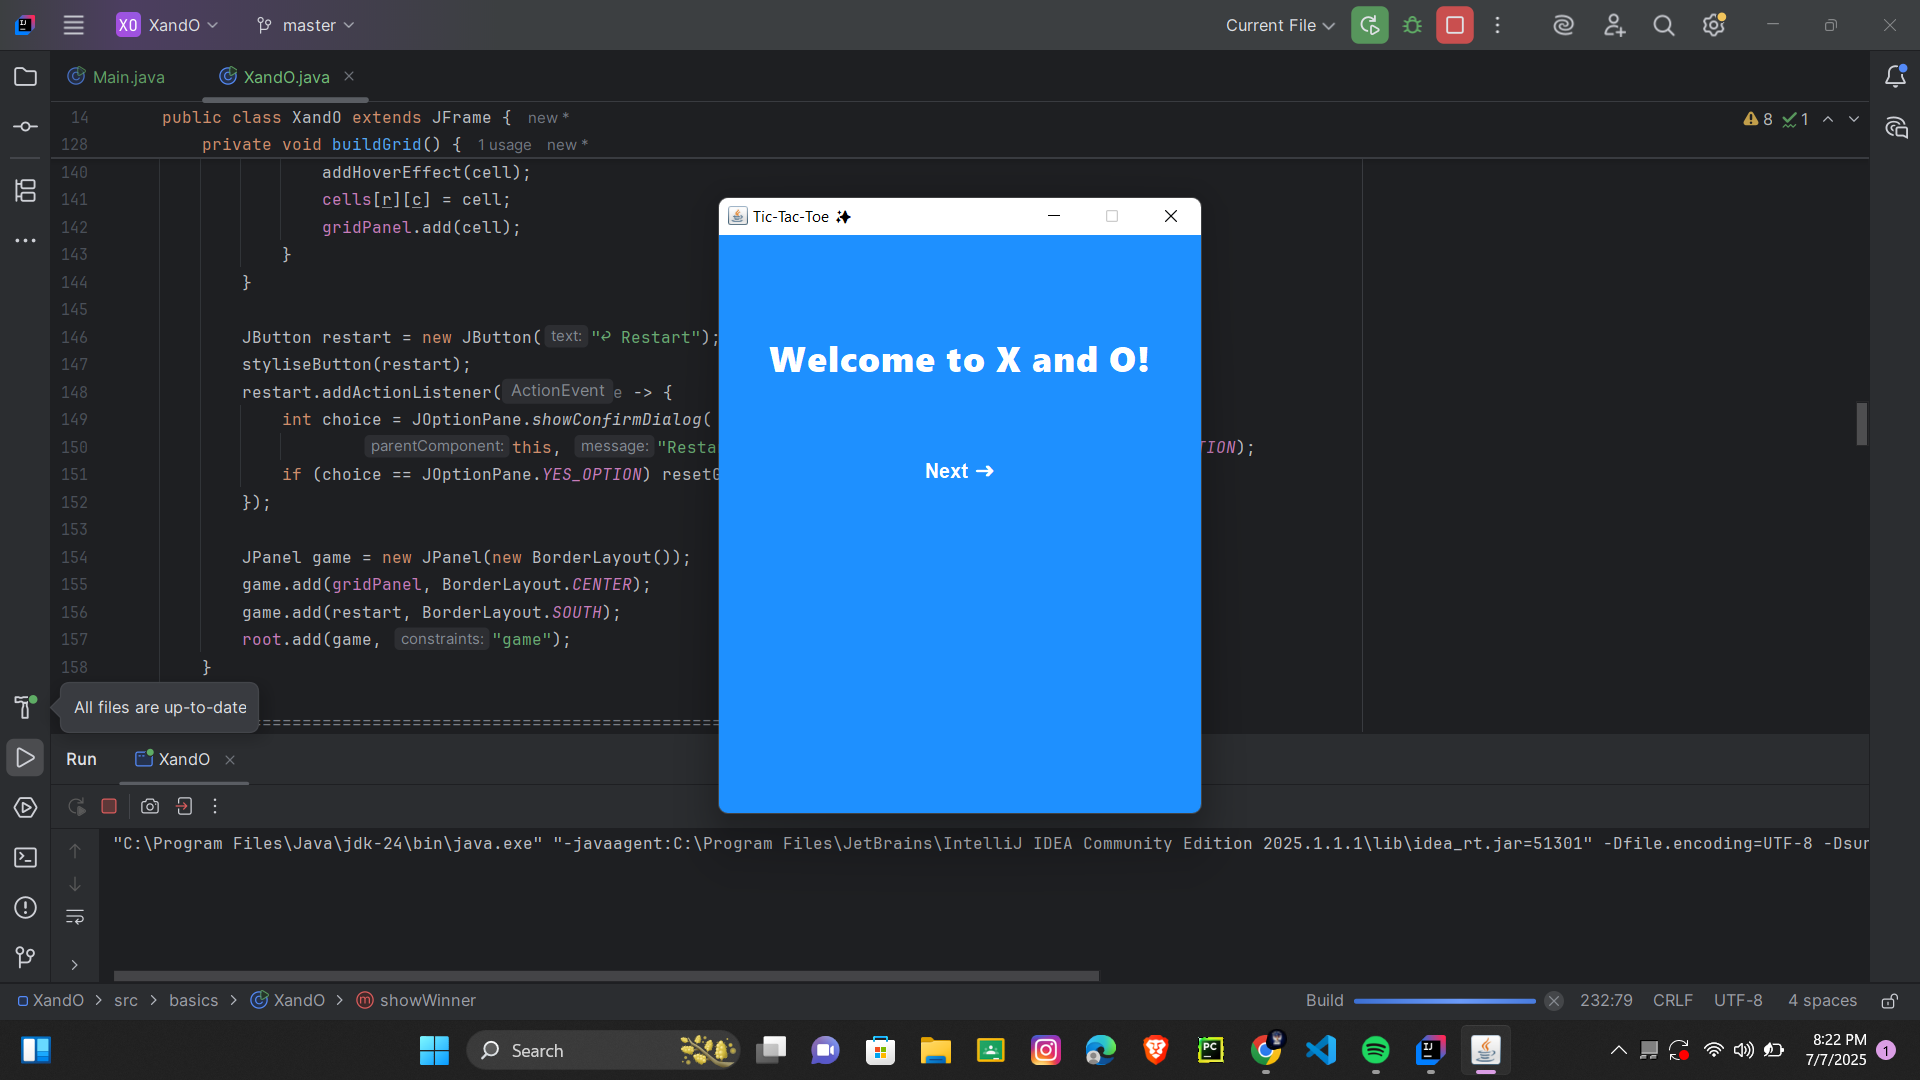 XO XandO master Current File
Main.java XandO.java
14 public class XandO extends JFrame { new *
128 private void buildGrid() { 1 usage new *
8 1
140 addHoverEffect(cell);
141 cells[r][c] = cell;
142 gridPanel.add(cell);
143 }
144 }
145
146 JButton restart = new JButton( text: "⤶ Restart");
147 styliseButton(restart);
148 restart.addActionListener( ActionEvent e -> {
149 int choice = JOptionPane.showConfirmDialog(
150 parentComponent: this, message: "Resta TION);
151 if (choice == JOptionPane.YES_OPTION) reset
152 });
153
154 JPanel game = new JPanel(new BorderLayout());
155 game.add(gridPanel, BorderLayout.CENTER);
156 game.add(restart, BorderLayout.SOUTH);
157 root.add(game, constraints: "game");
158 }
==============================================
All files are up-to-date
Tic-Tac-Toe ✨
Welcome to X and O!
Next ➜
Run XandO
"C:\Program Files\Java\jdk-24\bin\java.exe" "-javaagent:C:\Program Files\JetBrains\IntelliJ IDEA Community Edition 2025.1.1.1\lib\idea_rt.jar=51301" -Dfile.encoding=UTF-8 -Dsun
XandO > src > basics > XandO > m showWinner
Build 232:79 CRLF UTF-8 4 spaces
Search
PC
IJ
8:22 PM
7/7/2025
1